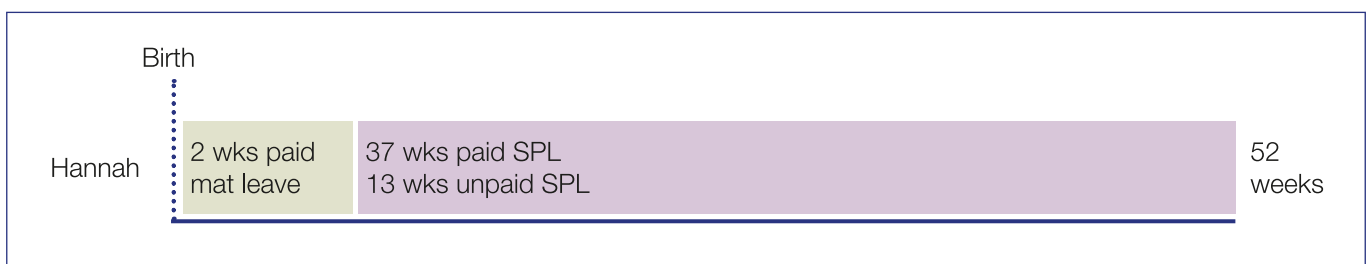 Birth
Hannah
2 wks paid
mat leave
37 wks paid SPL
13 wks unpaid SPL
52
weeks